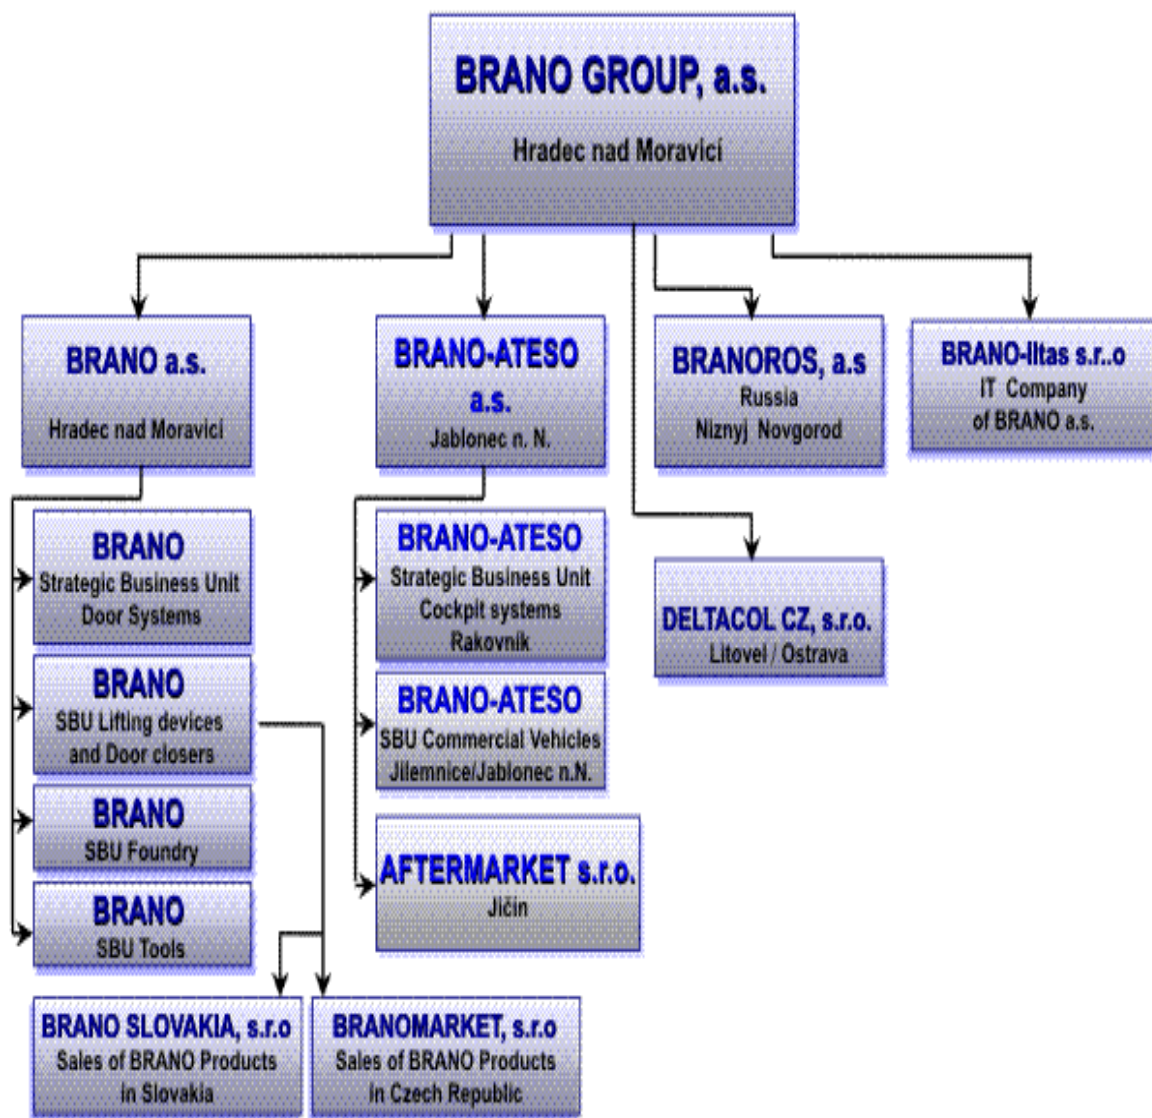 BRANO GROUP, a.s.
Hradec nad Moravicí
BRANO a.s.
Hradec nad Moravicí
BRANO-ATESO
a.s.
Jablonec n. N.
BRANOROS, a.s
Russia
Niznyj Novgorod
BRANO-Iltas s.r..o
IT Company
of BRANO a.s.
BRANO
Strategic Business Unit
Door Systems
BRANO
SBU Lifting devices
and Door closers
BRANO
SBU Foundry
BRANO
SBU Tools
BRANO-ATESO
Strategic Business Unit
Cockpit systems
Rakovník
BRANO-ATESO
SBU Commercial Vehicles
Jilemnice/Jablonec n.N.
AFTERMARKET s.r.o.
Jičín
DELTACOL CZ, s.r.o.
Litovel / Ostrava
BRANO SLOVAKIA, s.r.o
Sales of BRANO Products
in Slovakia
BRANOMARKET, s.r.o
Sales of BRANO Products
in Czech Republic